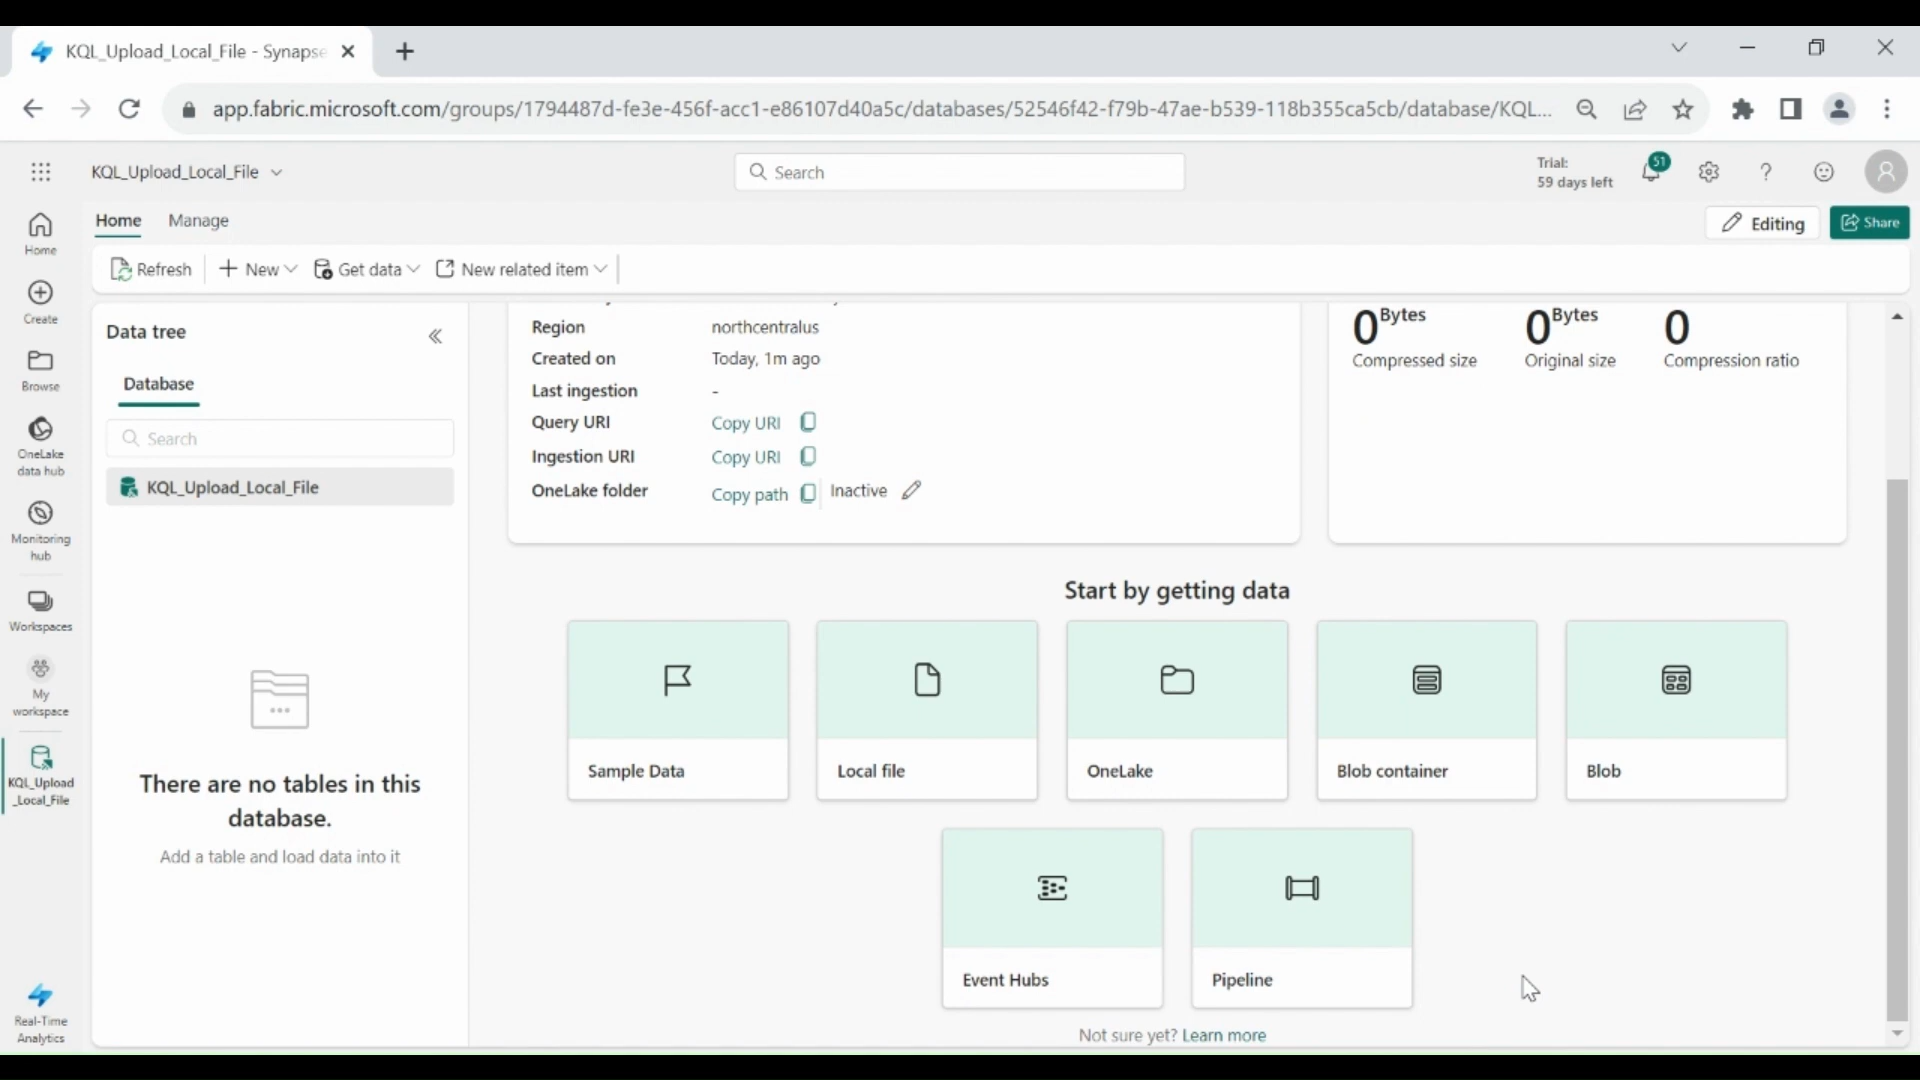 KQL_Upload_Local_File - Synapse
app.fabric.microsoft.com/groups/1794487d-fe3e-456f-acc1-e86107d40a5c/databases/52546f42-f79b-47ae-b539-118b355ca5cb/database/KQL...
KQL_Upload_Local_File
Search
Trial:
59 days left
51
Home
Manage
Editing
Share
Refresh
New
Get data
New related item
Home
Create
Browse
OneLake
data hub
Monitoring
hub
Workspaces
My
workspace
KQL_Upload
_Local_File
Real-Time
Analytics
Data tree
Database
Search
KQL_Upload_Local_File
There are no tables in this
database.
Add a table and load data into it
Region northcentralus
Created on Today, 1m ago
Last ingestion -
Query URI Copy URI
Ingestion URI Copy URI
OneLake folder Copy path Inactive
0 Bytes 0 Bytes 0
Compressed size Original size Compression ratio
Start by getting data
Sample Data
Local file
OneLake
Blob container
Blob
Event Hubs
Pipeline
Not sure yet? Learn more